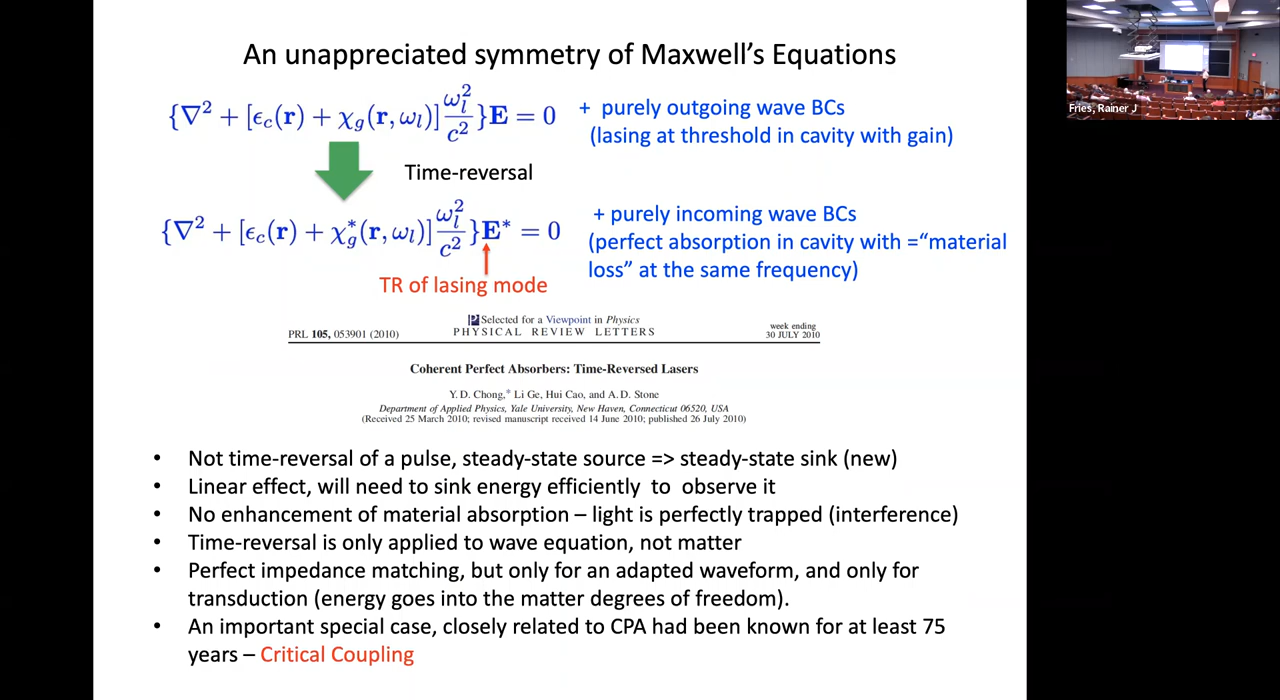 An unappreciated symmetry of Maxwell's Equations
{∇² + [ϵ_c(r) + χ_g(r, ω_l)] ω_l²/c²}E = 0
+ purely outgoing wave BCs
(lasing at threshold in cavity with gain)
Time-reversal
{∇² + [ϵ_c(r) + χ_g*(r, ω_l)] ω_l²/c²}E* = 0
+ purely incoming wave BCs
(perfect absorption in cavity with ="material
loss" at the same frequency)
TR of lasing mode
Selected for a Viewpoint in Physics
PRL 105, 053901 (2010)
PHYSICAL REVIEW LETTERS
week ending
30 JULY 2010
Coherent Perfect Absorbers: Time-Reversed Lasers
Y. D. Chong,* Li Ge, Hui Cao, and A. D. Stone
Department of Applied Physics, Yale University, New Haven, Connecticut 06520, USA
(Received 25 March 2010; revised manuscript received 14 June 2010; published 26 July 2010)
• Not time-reversal of a pulse, steady-state source => steady-state sink (new)
• Linear effect, will need to sink energy efficiently to observe it
• No enhancement of material absorption – light is perfectly trapped (interference)
• Time-reversal is only applied to wave equation, not matter
• Perfect impedance matching, but only for an adapted waveform, and only for
transduction (energy goes into the matter degrees of freedom).
• An important special case, closely related to CPA had been known for at least 75
years – Critical Coupling
Fries, Rainer J